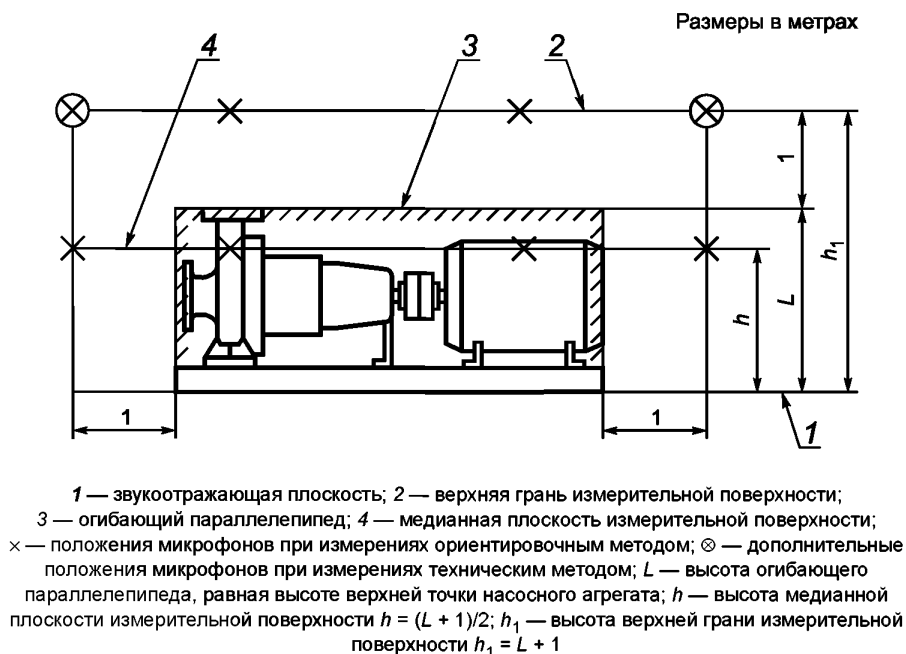 Размеры в метрах
4
3
2
1
h
L
h₁
1
1
1
1 — звукоотражающая плоскость; 2 — верхняя грань измерительной поверхности;
3 — огибающий параллелепипед; 4 — медианная плоскость измерительной поверхности;
× — положения микрофонов при измерениях ориентировочным методом; ⊗ — дополнительные
положения микрофонов при измерениях техническим методом; L — высота огибающего
параллелепипеда, равная высоте верхней точки насосного агрегата; h — высота медианной
плоскости измерительной поверхности h = (L + 1)/2; h₁ — высота верхней грани измерительной
поверхности h₁ = L + 1